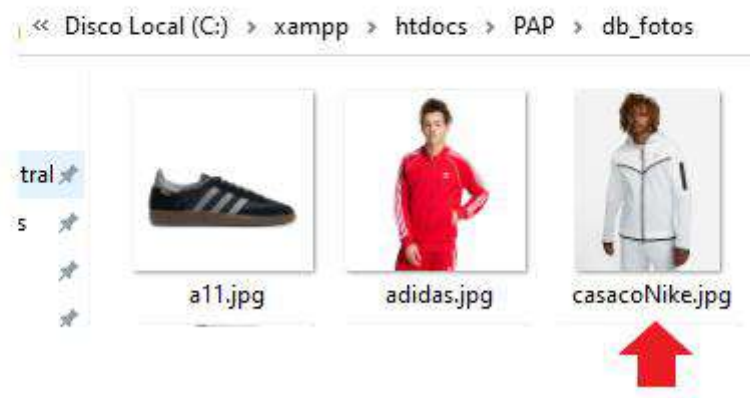 « Disco Local (C:) > xampp > htdocs > PAP > db_fotos
tral
s
a11.jpg adidas.jpg casacoNike.jpg